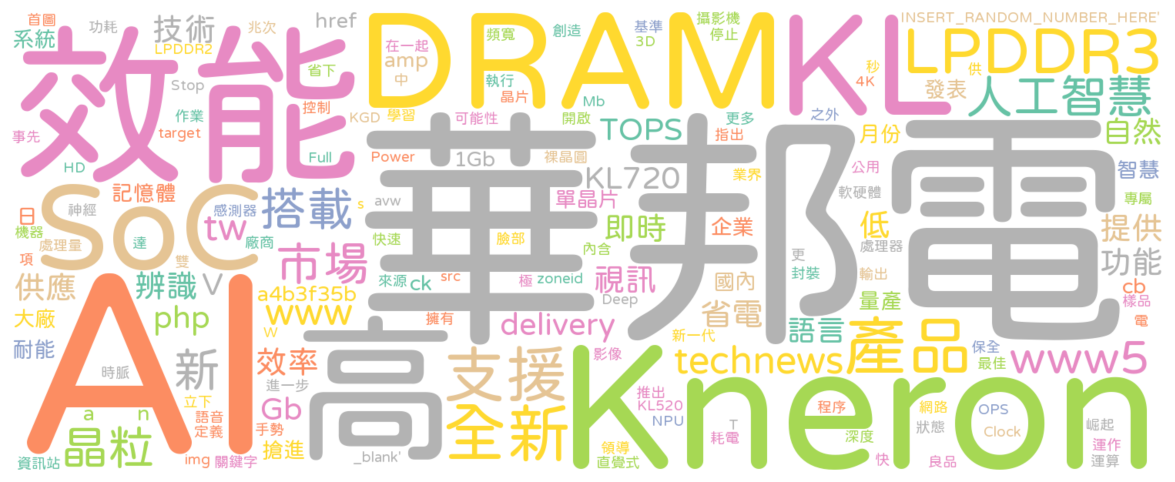 首圖
功耗
兆次
href
技術
系統
LPDDR2
效能
Stop
省下
作業
控制
事先
target
HD
Full
DRAM
在一起
amp
中
頻寬
創造
基準
3D
攝影機
停止
執行
晶片
KGD
學習
Mb
開啟
更多
可能性
KL
INSERT_RANDOM_NUMBER_HERE'
LPDDR3
秒
供
4K
發表
人工智慧
之外
指出
TOPS
月份
自然
Power
1Gb
裸晶圓
華邦電
KL720
業界
公用
智慧
軟硬體
專屬
SoC
記憶體
搭載
感測器
s
avw
單晶片
企業
日
神經
tw
機器
處理量
達
廠商
快速
臉部
即時
內含
低
處理器
提供
項
雙
市場
更
封裝
輸出
功能
供應
辨識
V
來源
ck
src
極
zoneid
視訊
國內
Deep
cb
a4b3f35b
量產
樣品
大廠
php
www
擁有
delivery
省電
電
W
新一代
語言
耐能
AI
高
效率
支援
影像
technews
產品
保全
最佳
www5
時脈
新
進一步
立下
Gb
全新
Kneron
推出
KL520
NPU
a
n
語音
定義
手勢
程序
網路
OPS
T
狀態
Clock
崛起
晶粒
搶進
_blank'
領導
直覺式
耗電
深度
運作
資訊站
img
關鍵字
快
良品
運算